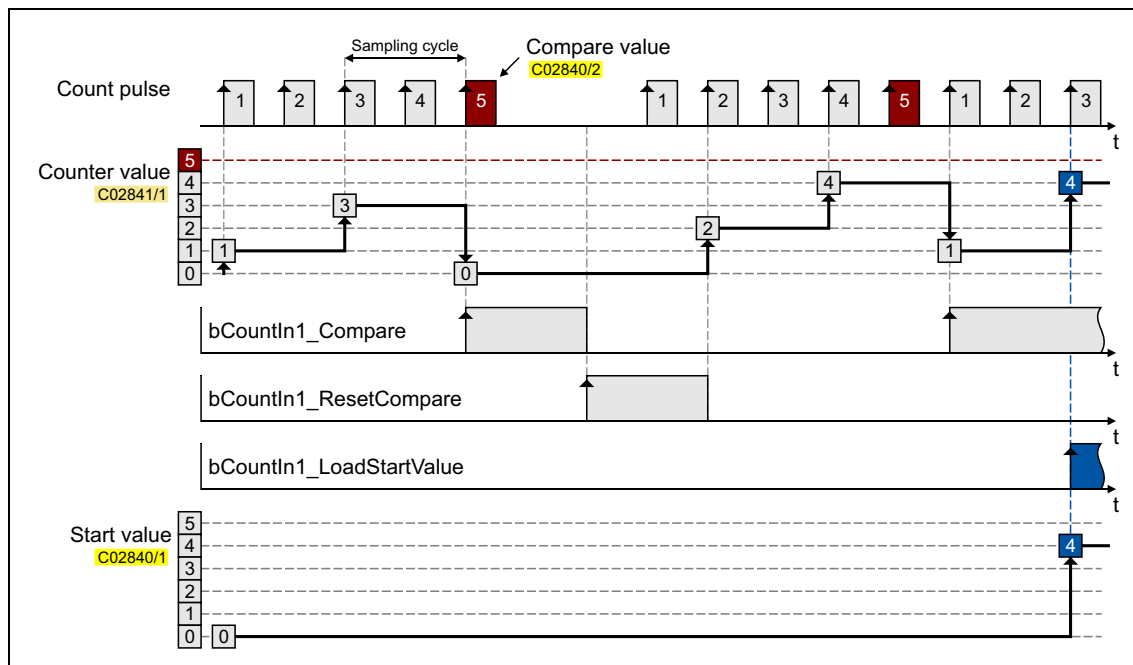 Sampling cycle
Compare value
C02840/2
Count pulse
1 2 3 4 5 1 2 3 4 5 1 2 3
t
Counter value
C02841/1
5
4 4 4
3 3
2 2
1 1 1
0 0
bCountIn1_Compare
t
bCountIn1_ResetCompare
t
bCountIn1_LoadStartValue
t
Start value
C02840/1
5
4 4
3
2
1
0 0